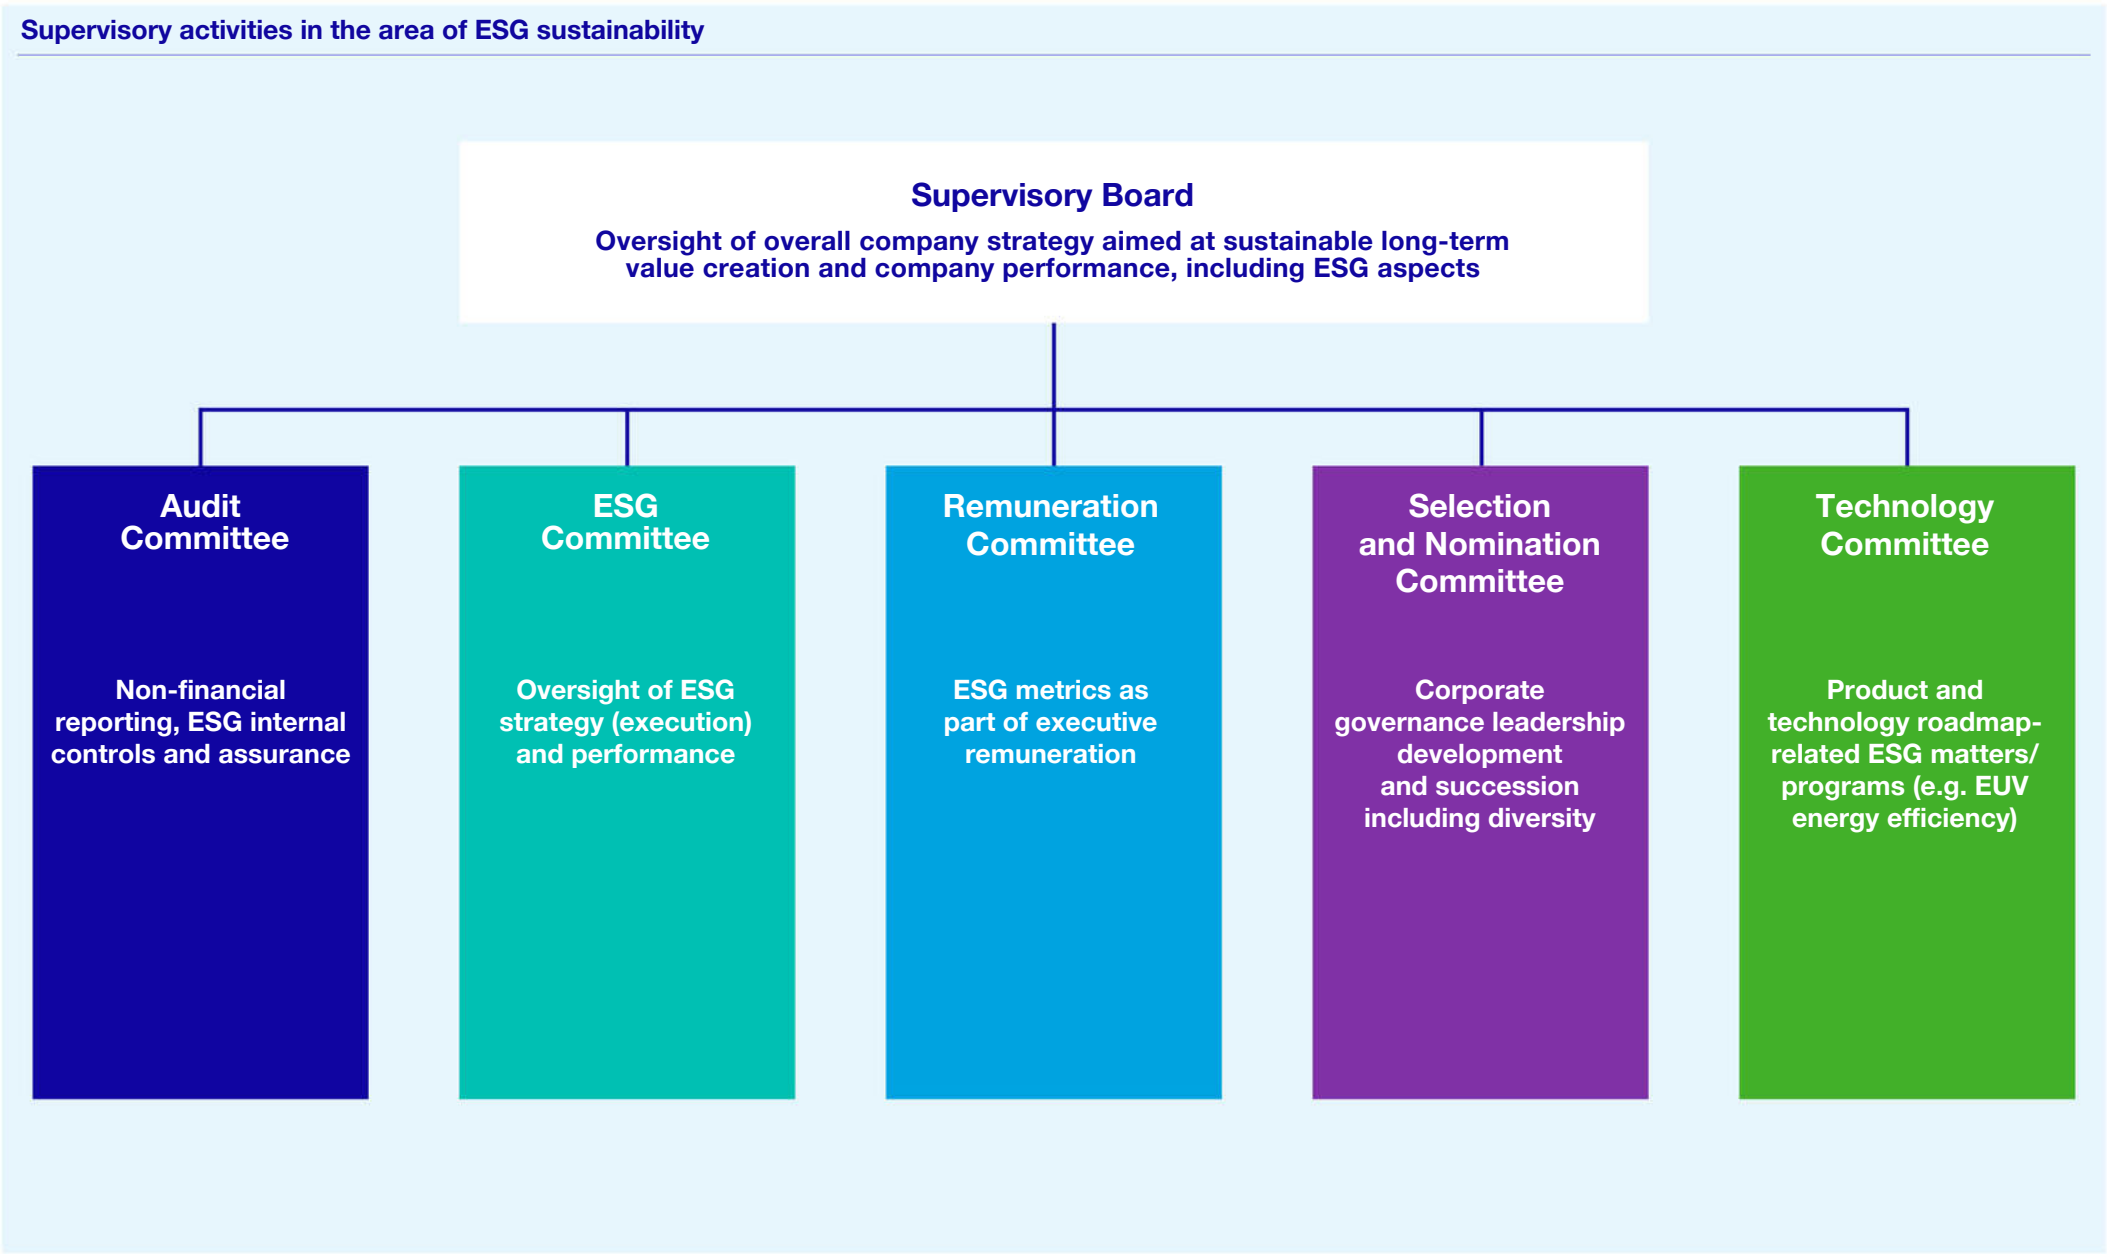 Supervisory activities in the area of ESG sustainability
Supervisory Board
Oversight of overall company strategy aimed at sustainable long-term
value creation and company performance, including ESG aspects
Audit
Committee
Non-financial
reporting, ESG internal
controls and assurance
ESG
Committee
Oversight of ESG
strategy (execution)
and performance
Remuneration
Committee
ESG metrics as
part of executive
remuneration
Selection
and Nomination
Committee
Corporate
governance leadership
development
and succession
including diversity
Technology
Committee
Product and
technology roadmap-
related ESG matters/
programs (e.g. EUV
energy efficiency)